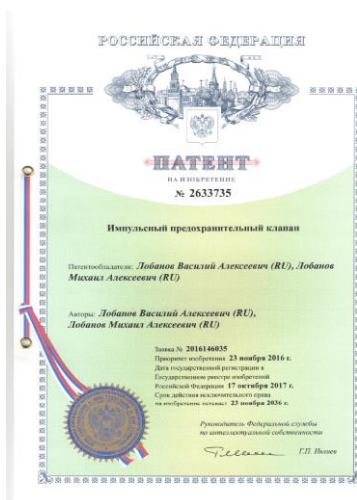 РОССИЙСКАЯ ФЕДЕРАЦИЯ
ПАТЕНТ
НА ИЗОБРЕТЕНИЕ
№ 2633735
Импульсный предохранительный клапан
Патентообладатели: Лобанов Василий Алексеевич (RU), Лобанов
Михаил Алексеевич (RU)
Авторы: Лобанов Василий Алексеевич (RU),
Лобанов Михаил Алексеевич (RU)
Заявка № 2016146035
Приоритет изобретения 23 ноября 2016 г.
Дата государственной регистрации в
Государственном реестре изобретений
Российской Федерации 17 октября 2017 г.
Срок действия исключительного права
на изобретение истекает 23 ноября 2036 г.
Руководитель Федеральной службы
по интеллектуальной собственности
Г.П. Ивлиев